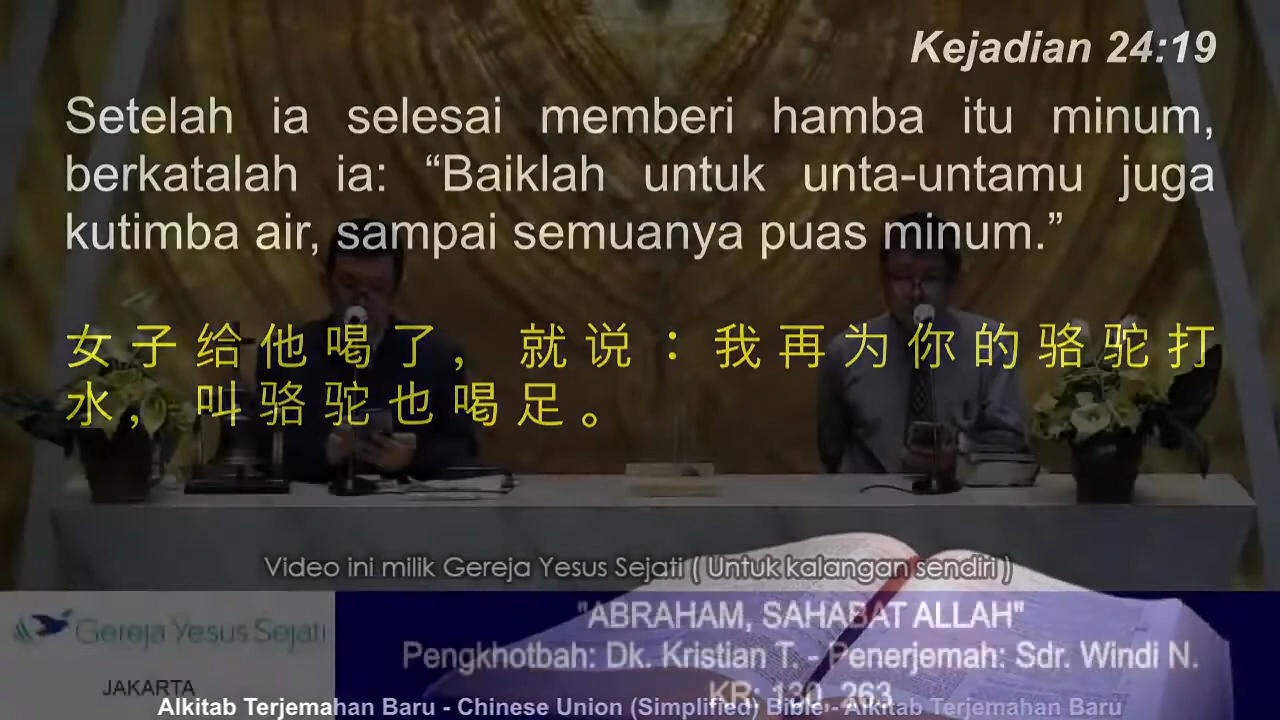 Kejadian 24:19
Setelah ia selesai memberi hamba itu minum,
berkatalah ia: “Baiklah untuk unta-untamu juga
kutimba air, sampai semuanya puas minum.”
女子给他喝了，就说：我再为你的骆驼打
水，叫骆驼也喝足。
Video ini milik Gereja Yesus Sejati ( Untuk kalangan sendiri )
Gereja Yesus Sejati
JAKARTA
"ABRAHAM, SAHABAT ALLAH"
Pengkhotbah: Dk. Kristian T. - Penerjemah: Sdr. Windi N.
KR: 130, 263
Alkitab Terjemahan Baru - Chinese Union (Simplified) Bible - Alkitab Terjemahan Baru